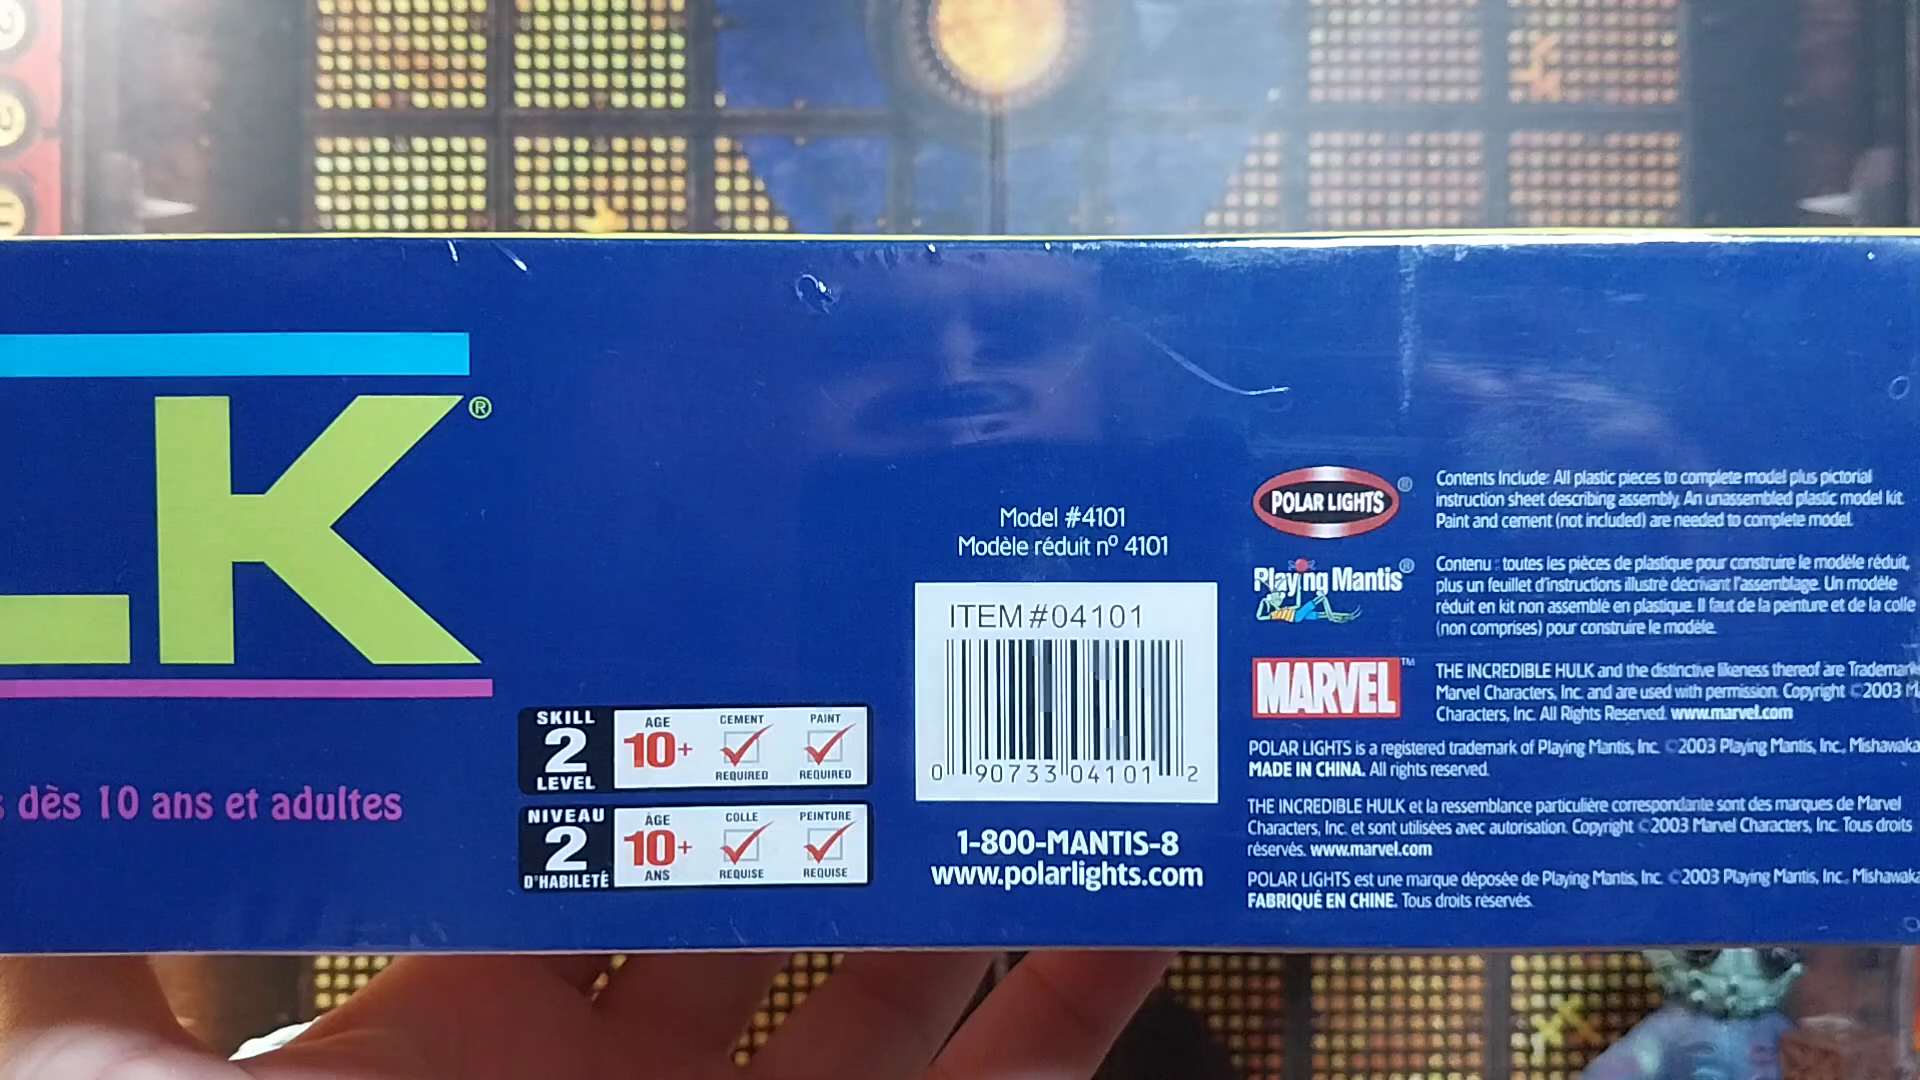 LK®
dès 10 ans et adultes
SKILL
2
LEVEL
AGE
10+
CEMENT
REQUIRED
PAINT
REQUIRED
NIVEAU
2
D'HABILETÉ
ÂGE
10+
ANS
COLLE
REQUISE
PEINTURE
REQUISE
Model #4101
Modèle réduit nº 4101
ITEM#04101
0 90733 04101 2
1-800-MANTIS-8
www.polarlights.com
POLAR LIGHTS®
Playing Mantis®
MARVEL™
Contents Include: All plastic pieces to complete model plus pictorial
instruction sheet describing assembly. An unassembled plastic model kit.
Paint and cement (not included) are needed to complete model.
Contenu : toutes les pièces de plastique pour construire le modèle réduit,
plus un feuillet d'instructions illustré décrivant l'assemblage. Un modèle
réduit en kit non assemblé en plastique. Il faut de la peinture et de la colle
(non comprises) pour construire le modèle.
THE INCREDIBLE HULK and the distinctive likeness thereof are Trademark
Marvel Characters, Inc. and are used with permission. Copyright ©2003 M
Characters, Inc. All Rights Reserved. www.marvel.com
POLAR LIGHTS is a registered trademark of Playing Mantis, Inc. ©2003 Playing Mantis, Inc., Mishawaka
MADE IN CHINA. All rights reserved.
THE INCREDIBLE HULK et la ressemblance particulière correspondante sont des marques de Marvel
Characters, Inc. et sont utilisées avec autorisation. Copyright ©2003 Marvel Characters, Inc. Tous droits
réservés. www.marvel.com
POLAR LIGHTS est une marque déposée de Playing Mantis, Inc. ©2003 Playing Mantis, Inc., Mishawaka
FABRIQUÉ EN CHINE. Tous droits réservés.